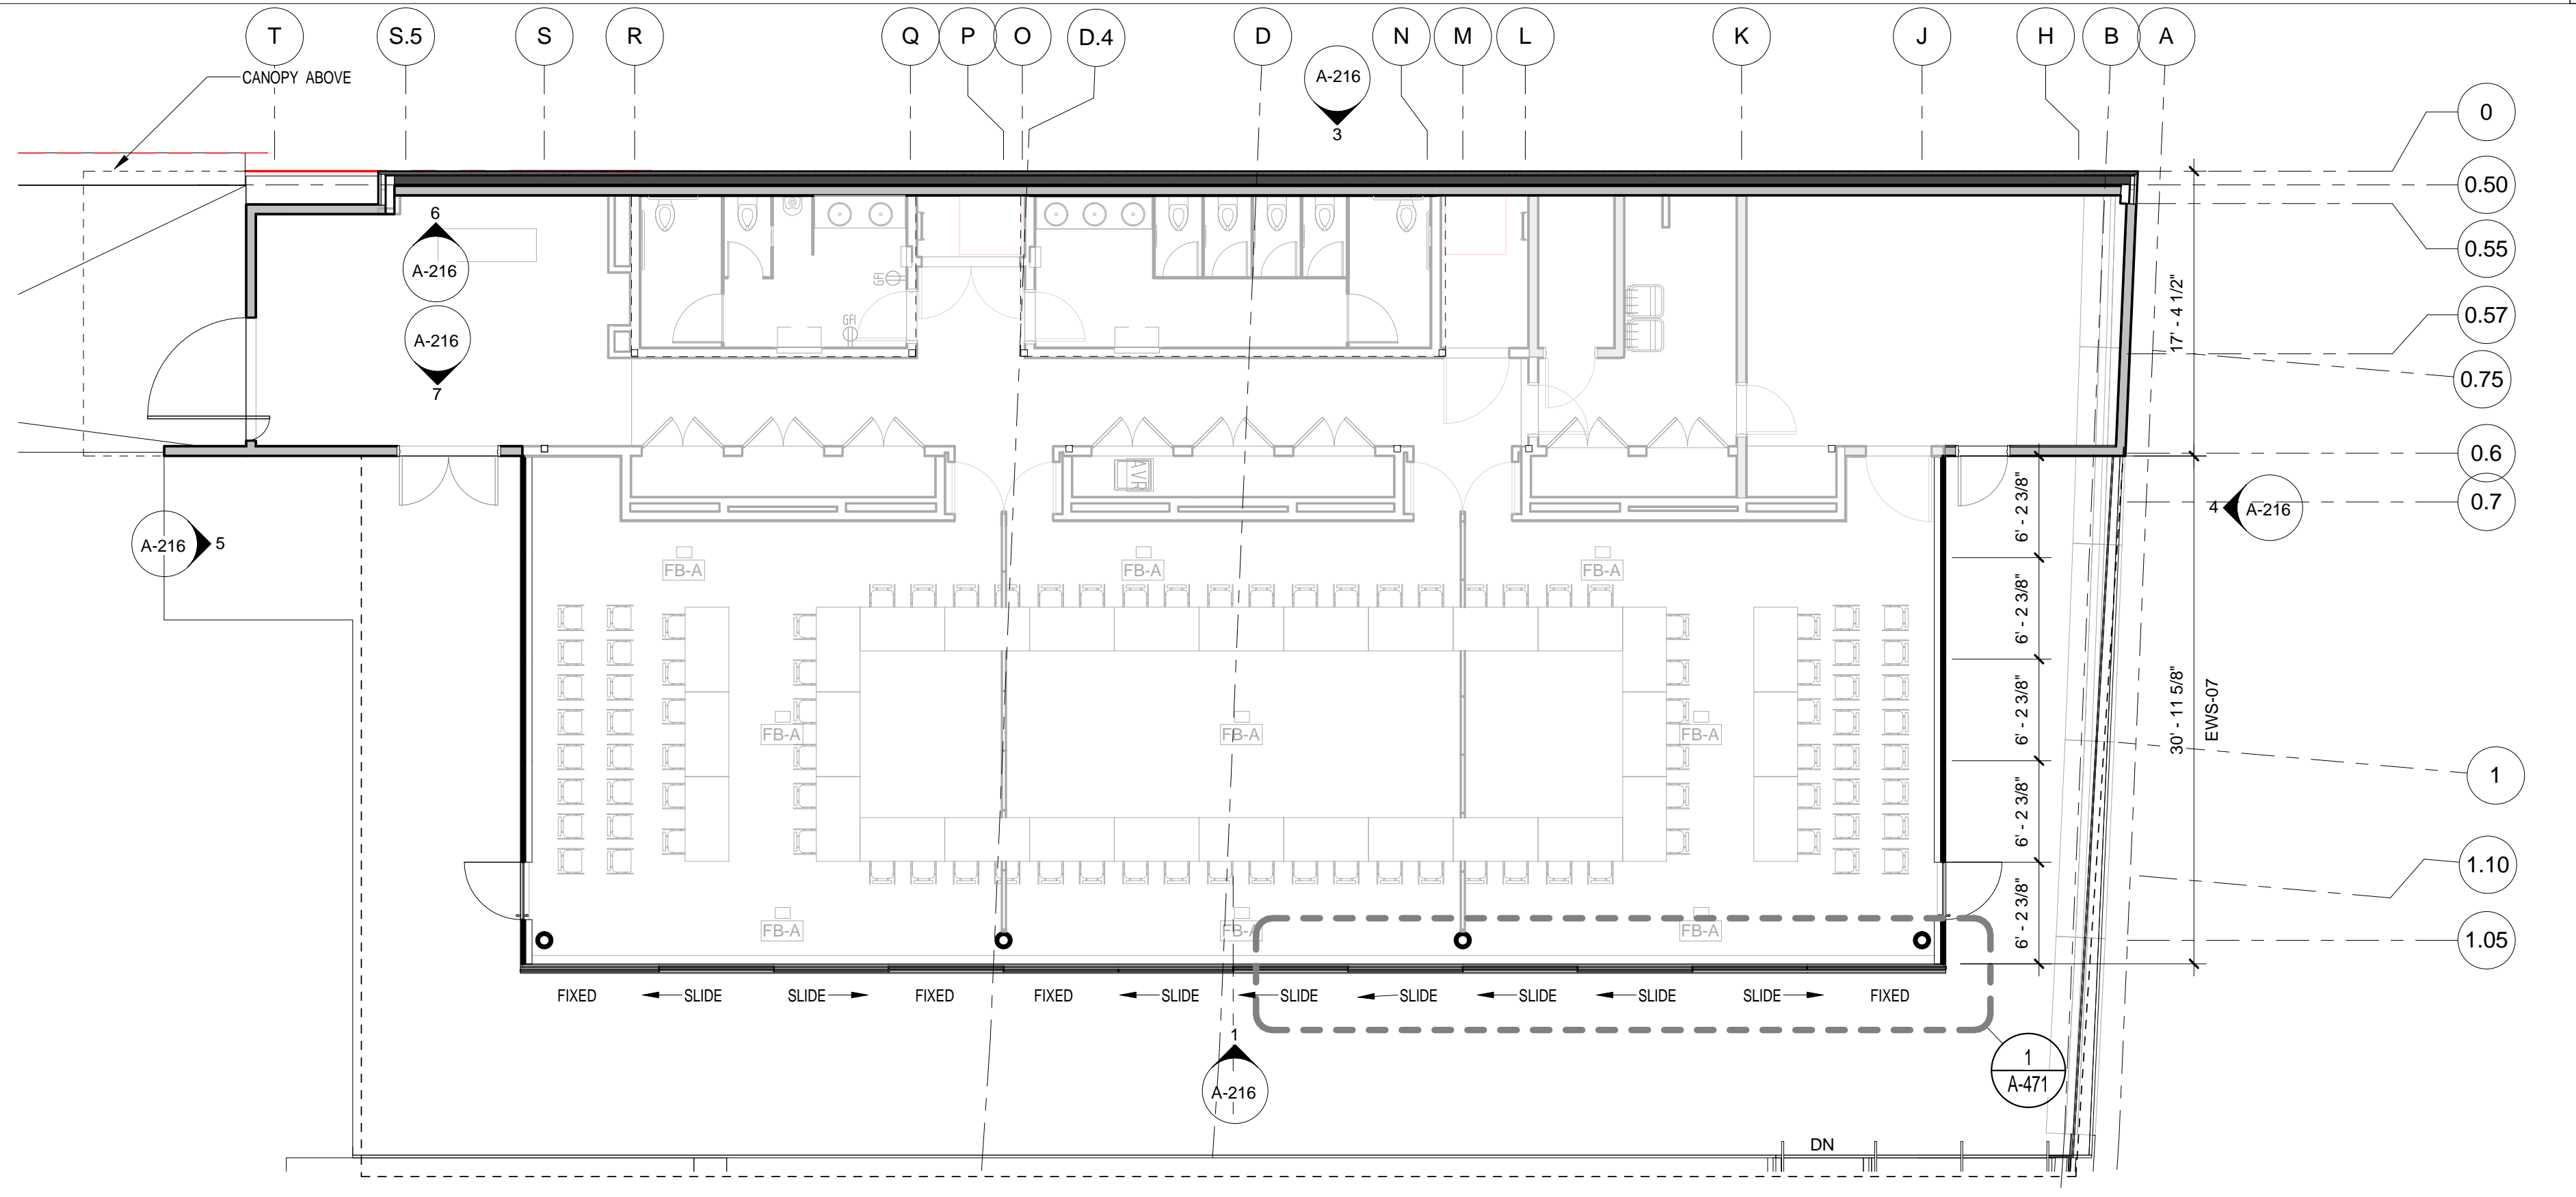 T
S.5
S
R
Q
P
O
D.4
D
N
M
L
K
J
H
B
A
CANOPY ABOVE
A-216
3
0
0.50
0.55
0.57
0.75
0.6
0.7
1
1.10
1.05
6
A-216
A-216
7
GFI
GFI
17' - 4 1/2"
AVR
A-216
5
4
A-216
6' - 2 3/8"
6' - 2 3/8"
6' - 2 3/8"
6' - 2 3/8"
6' - 2 3/8"
30' - 11 5/8"
EWS-07
FB-A
FB-A
FB-A
FB-A
FB-A
FB-A
FB-A
FB-A
FB-A
FIXED
SLIDE
SLIDE
FIXED
FIXED
SLIDE
SLIDE
SLIDE
SLIDE
SLIDE
SLIDE
FIXED
1
A-216
1
A-471
DN